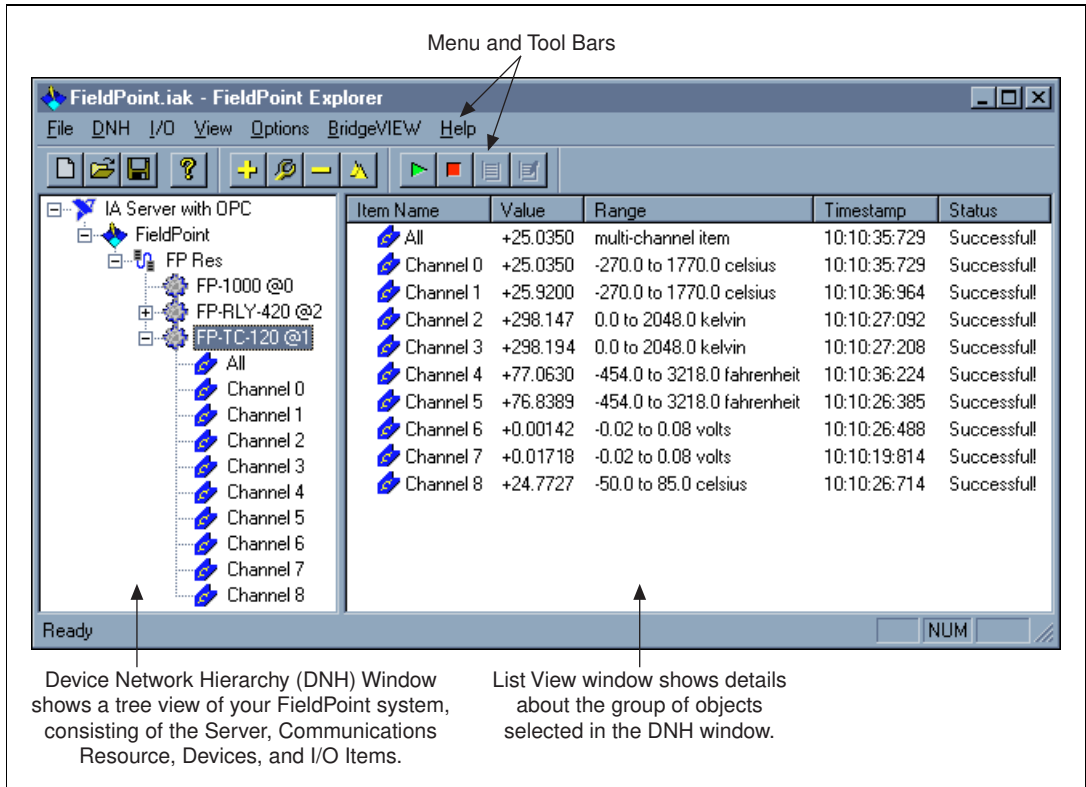 Menu and Tool Bars
FieldPoint.iak - FieldPoint Explorer
File DNH I/O View Options BridgeVIEW Help
IA Server with OPC
FieldPoint
FP Res
FP-1000 @0
FP-RLY-420 @2
FP-TC-120 @1
All
Channel 0
Channel 1
Channel 2
Channel 3
Channel 4
Channel 5
Channel 6
Channel 7
Channel 8
Item Name Value Range Timestamp Status
All +25.0350 multi-channel item 10:10:35:729 Successful!
Channel 0 +25.0350 -270.0 to 1770.0 celsius 10:10:35:729 Successful!
Channel 1 +25.9200 -270.0 to 1770.0 celsius 10:10:36:964 Successful!
Channel 2 +298.147 0.0 to 2048.0 kelvin 10:10:27:092 Successful!
Channel 3 +298.194 0.0 to 2048.0 kelvin 10:10:27:208 Successful!
Channel 4 +77.0630 -454.0 to 3218.0 fahrenheit 10:10:36:224 Successful!
Channel 5 +76.8389 -454.0 to 3218.0 fahrenheit 10:10:26:385 Successful!
Channel 6 +0.00142 -0.02 to 0.08 volts 10:10:26:488 Successful!
Channel 7 +0.01718 -0.02 to 0.08 volts 10:10:19:814 Successful!
Channel 8 +24.7727 -50.0 to 85.0 celsius 10:10:26:714 Successful!
Ready NUM
Device Network Hierarchy (DNH) Window
shows a tree view of your FieldPoint system,
consisting of the Server, Communications
Resource, Devices, and I/O Items.
List View window shows details
about the group of objects
selected in the DNH window.